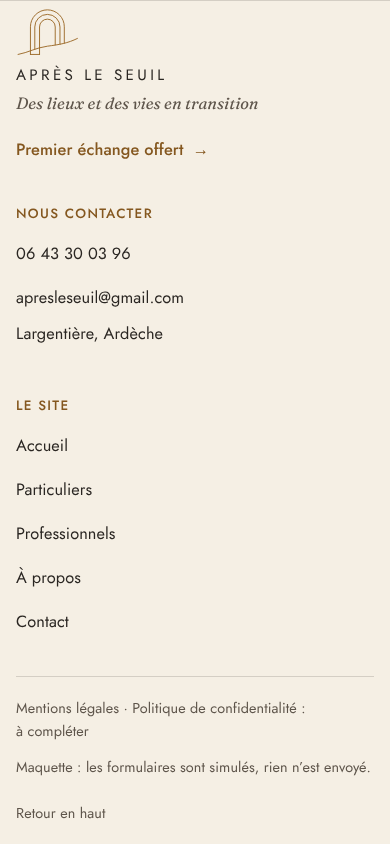 APRÈS LE SEUIL
Des lieux et des vies en transition
Premier échange offert →
NOUS CONTACTER
06 43 30 03 96
apresleseuil@gmail.com
Largentière, Ardèche
LE SITE
Accueil
Particuliers
Professionnels
À propos
Contact
Mentions légales · Politique de confidentialité :
à compléter
Maquette : les formulaires sont simulés, rien n’est envoyé.
Retour en haut